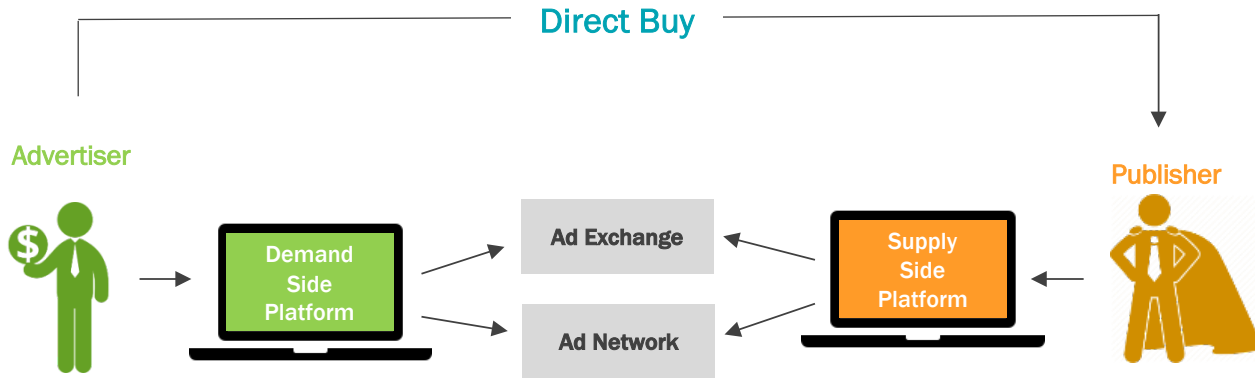 Direct Buy
Advertiser
Publisher
$
Demand
Side
Platform
Ad Exchange
Ad Network
Supply
Side
Platform